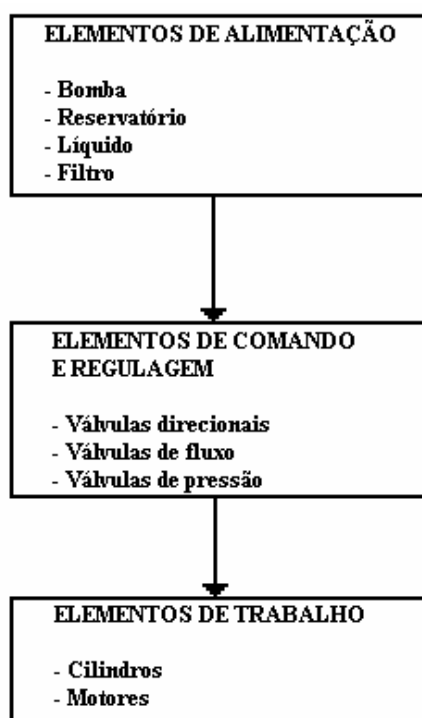 ELEMENTOS DE ALIMENTAÇÃO
- Bomba
- Reservatório
- Líquido
- Filtro
ELEMENTOS DE COMANDO
E REGULAGEM
- Válvulas direcionais
- Válvulas de fluxo
- Válvulas de pressão
ELEMENTOS DE TRABALHO
- Cilindros
- Motores